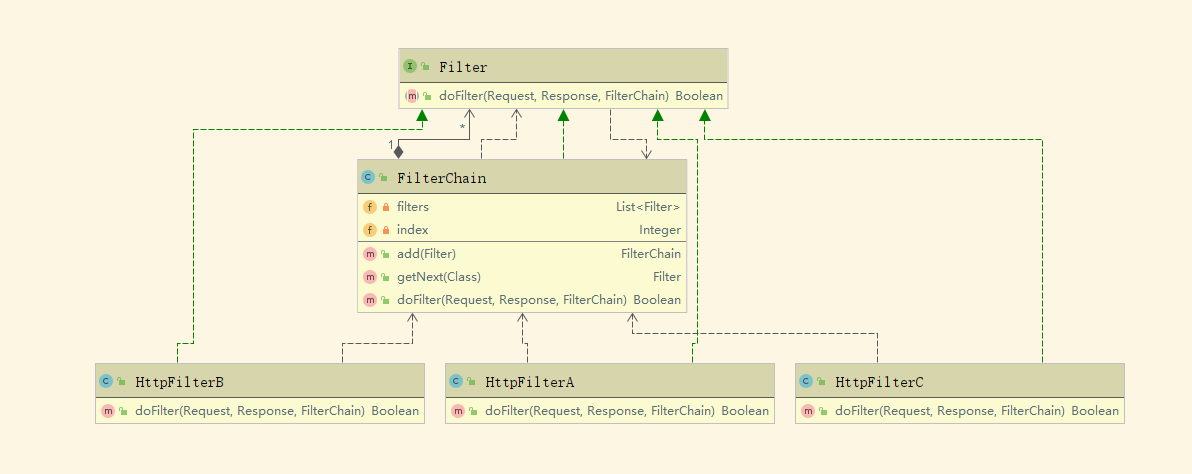 Filter
doFilter(Request, Response, FilterChain) Boolean
*
1
FilterChain
filters List<Filter>
index Integer
add(Filter) FilterChain
getNext(Class) Filter
doFilter(Request, Response, FilterChain) Boolean
HttpFilterB
doFilter(Request, Response, FilterChain) Boolean
HttpFilterA
doFilter(Request, Response, FilterChain) Boolean
HttpFilterC
doFilter(Request, Response, FilterChain) Boolean